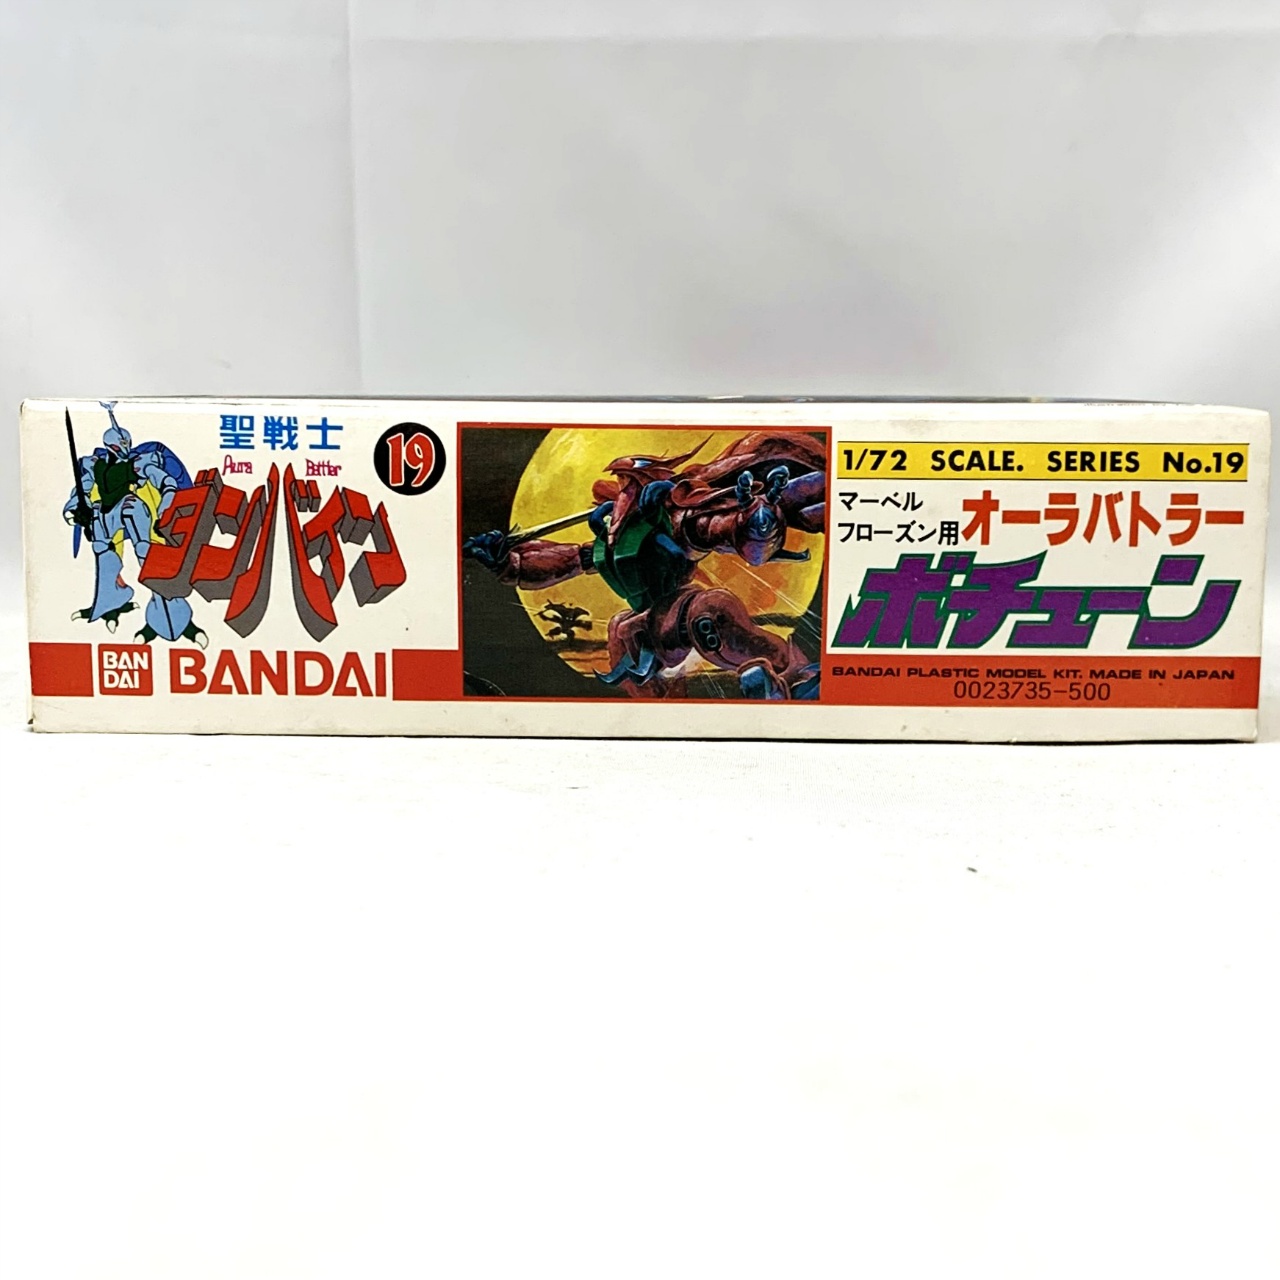 聖戦士
Aura Battler
ダンバイン
19
BAN
DAI
BANDAI
1/72 SCALE. SERIES No.19
マーベル
フローズン用
オーラバトラー
ボチューン
BANDAI PLASTIC MODEL KIT. MADE IN JAPAN
0023735-500